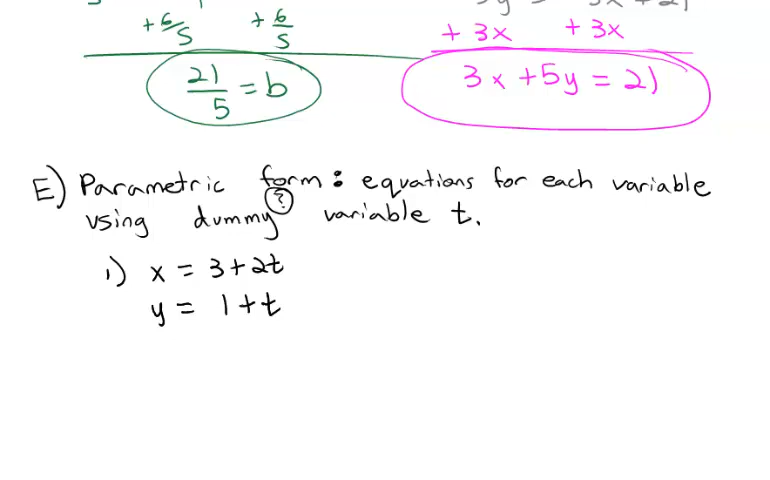 +6/5 +6/5 + 3x + 3x
21/5 = b 3x + 5y = 21
E) Parametric form: equations for each variable
using dummy(?) variable t.
i) x = 3+2t
y = 1+t